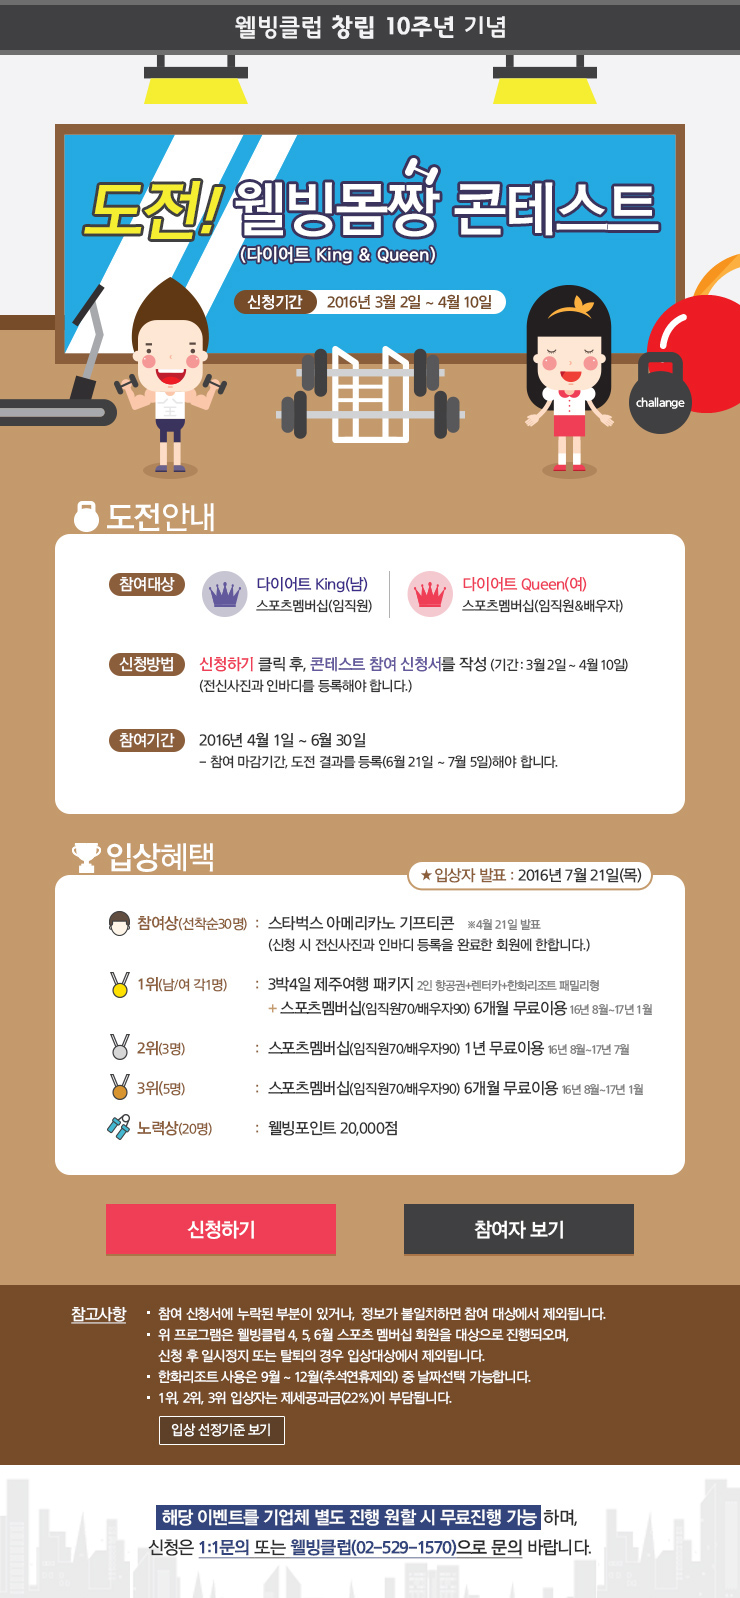 웰빙클럽 창립 10주년 기념
도전! 웰빙몸짱 콘테스트
(다이어트 King & Queen)
신청기간 2016년 3월 2일 ~ 4월 10일
challange
도전안내
참여대상 다이어트 King(남) 다이어트 Queen(여)
스포츠멤버십(임직원) 스포츠멤버십(임직원&배우자)
신청방법 신청하기 클릭 후, 콘테스트 참여 신청서를 작성 (기간 : 3월 2일 ~ 4월 10일)
(전신사진과 인바디를 등록해야 합니다.)
참여기간 2016년 4월 1일 ~ 6월 30일
- 참여 마감기간, 도전 결과를 등록(6월 21일 ~ 7월 5일)해야 합니다.
입상혜택
★입상자 발표 : 2016년 7월 21일(목)
참여상(선착순30명) : 스타벅스 아메리카노 기프티콘 ※4월 21일 발표
(신청 시 전신사진과 인바디 등록을 완료한 회원에 한합니다.)
1위(남/여 각1명) : 3박4일 제주여행 패키지 2인 항공권+렌터카+한화리조트 패밀리형
+ 스포츠멤버십(임직원70/배우자90) 6개월 무료이용 16년 8월~17년 1월
2위(3명) : 스포츠멤버십(임직원70/배우자90) 1년 무료이용 16년 8월~17년 7월
3위(5명) : 스포츠멤버십(임직원70/배우자90) 6개월 무료이용 16년 8월~17년 1월
노력상(20명) : 웰빙포인트 20,000점
신청하기 참여자 보기
참고사항 • 참여 신청서에 누락된 부분이 있거나, 정보가 불일치하면 참여 대상에서 제외됩니다.
• 위 프로그램은 웰빙클럽 4, 5, 6월 스포츠 멤버십 회원을 대상으로 진행되오며,
신청 후 일시정지 또는 탈퇴의 경우 입상대상에서 제외됩니다.
• 한화리조트 사용은 9월 ~ 12월(추석연휴제외) 중 날짜선택 가능합니다.
• 1위, 2위, 3위 입상자는 제세공과금(22%)이 부담됩니다.
입상 선정기준 보기
해당 이벤트를 기업체 별도 진행 원할 시 무료진행 가능 하며,
신청은 1:1문의 또는 웰빙클럽(02-529-1570)으로 문의 바랍니다.